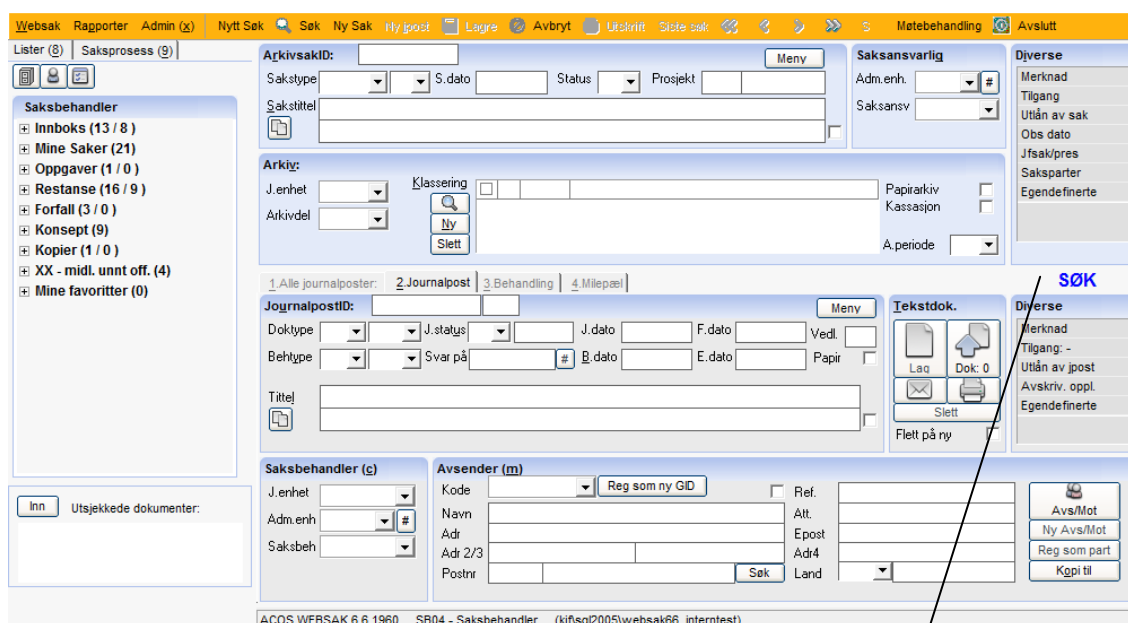 Websak Rapporter Admin (x) Nytt Søk Søk Ny Sak Ny jpost Lagre Avbryt Utskrift Siste søk S Møtebehandling Avslutt
Lister (8) Saksprosess (9)
Saksbehandler
Innboks (13 / 8 )
Mine Saker (21)
Oppgaver (1 / 0 )
Restanse (16 / 9 )
Forfall (3 / 0 )
Konsept (9)
Kopier (1 / 0 )
XX - midl. unnt off. (4)
Mine favoritter (0)
Inn Utsjekkede dokumenter:
ArkivsakID: Meny
Sakstype S.dato Status Prosjekt
Sakstittel
Saksansvarlig
Adm.enh. #
Saksansv
Diverse
Merknad
Tilgang
Utlån av sak
Obs dato
Jfsak/pres
Saksparter
Egendefinerte
Arkiv:
J.enhet Klassering Papirarkiv
Kassasjon
Arkivdel Ny
Slett A.periode
1.Alle journalposter: 2.Journalpost 3.Behandling 4.Milepæl SØK
JournalpostID: Meny
Doktype J.status J.dato F.dato Vedl.
Behtype Svar på # B.dato E.dato Papir
Tittel
Tekstdok.
Lag Dok: 0
Slett
Flett på ny
Diverse
Merknad
Tilgang: -
Utlån av jpost
Avskriv. oppl.
Egendefinerte
Saksbehandler (c)
J.enhet
Adm.enh #
Saksbeh
Avsender (m)
Kode Reg som ny GID Ref.
Navn Att.
Adr Epost
Adr 2/3 Adr4
Postnr Søk Land
Avs/Mot
Ny Avs/Mot
Reg som part
Kopi til
ACOS WEBSAK 6.6.1960 SB04 - Saksbehandler (kif\sql2005\websak66_interntest)